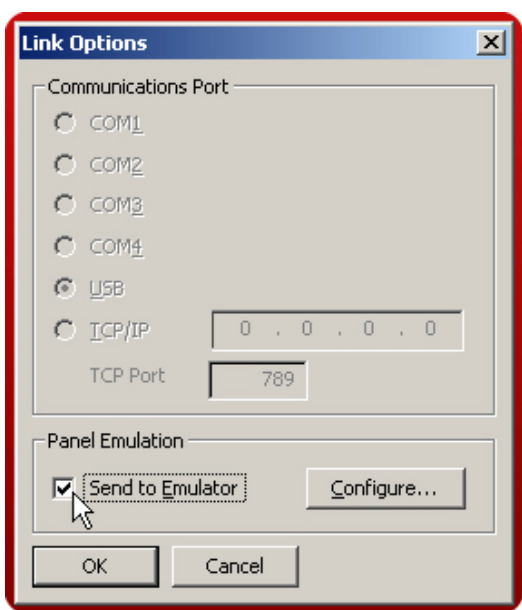 Link Options
Communications Port
COM1
COM2
COM3
COM4
USB
TCP/IP 0 . 0 . 0 . 0
TCP Port 789
Panel Emulation
Send to Emulator Configure...
OK Cancel